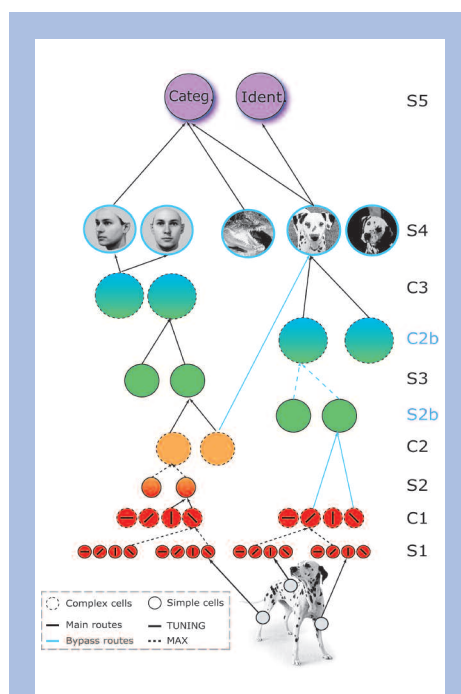 Categ.
Ident.
S5
S4
C3
C2b
S3
S2b
C2
S2
C1
S1
Complex cells
Simple cells
Main routes
TUNING
Bypass routes
MAX